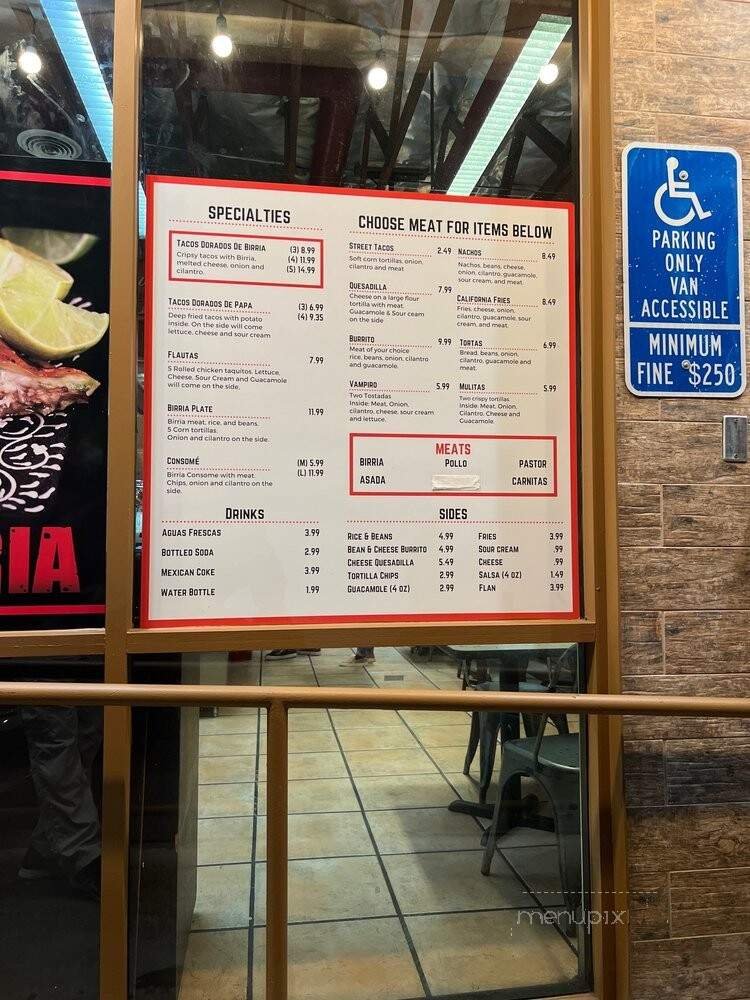 SPECIALTIES
TACOS DORADOS DE BIRRIA (3) 8.99
Cripsy tacos with Birria, (4) 11.99
melted cheese, onion and (5) 14.99
cilantro.
TACOS DORADOS DE PAPA (3) 6.99
Deep fried tacos with potato (4) 9.35
inside. On the side will come
lettuce, cheese and sour cream
FLAUTAS 7.99
5 Rolled chicken taquitos. Lettuce,
Cheese, Sour Cream and Guacamole
will come on the side.
BIRRIA PLATE 11.99
Birria meat, rice, and beans.
5 Corn tortillas.
Onion and cilantro on the side.
CONSOMÉ (M) 5.99
Birria Consome with meat. (L) 11.99
Chips, onion and cilantro on the
side.
CHOOSE MEAT FOR ITEMS BELOW
STREET TACOS 2.49
Soft corn tortillas, onion,
cilantro and meat
QUESADILLA 7.99
Cheese on a large flour
tortilla with meat.
Guacamole & Sour cream
on the side
BURRITO 9.99
Meat of your choice
rice, beans, onion, cilantro,
and guacamole.
VAMPIRO 5.99
Two Tostadas
Inside: Meat, Onion,
cilantro, cheese, sour cream
and lettuce.
NACHOS 8.49
Nachos, beans, cheese,
onion, cilantro, guacamole,
sour cream, and meat.
CALIFORNIA FRIES 8.49
Fries, cheese, onion,
cilantro, guacamole, sour
cream, and meat.
TORTAS 6.99
Bread, beans, onion,
cilantro, guacamole and
meat.
MULITAS 5.99
Two crispy tortillas
Inside: Meat, Onion,
Cilantro, Cheese and
Guacamole.
MEATS
BIRRIA POLLO PASTOR
ASADA CARNITAS
DRINKS
AGUAS FRESCAS 3.99
BOTTLED SODA 2.99
MEXICAN COKE 3.99
WATER BOTTLE 1.99
SIDES
RICE & BEANS 4.99
BEAN & CHEESE BURRITO 4.99
CHEESE QUESADILLA 5.49
TORTILLA CHIPS 2.99
GUACAMOLE (4 OZ) 2.99
FRIES 3.99
SOUR CREAM .99
CHEESE .99
SALSA (4 OZ) 1.49
FLAN 3.99
PARKING
ONLY
VAN
ACCESSIBLE
MINIMUM
FINE $250
IA
menupix